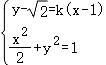 y-√2=k(x-1)
x²/2+y²=1